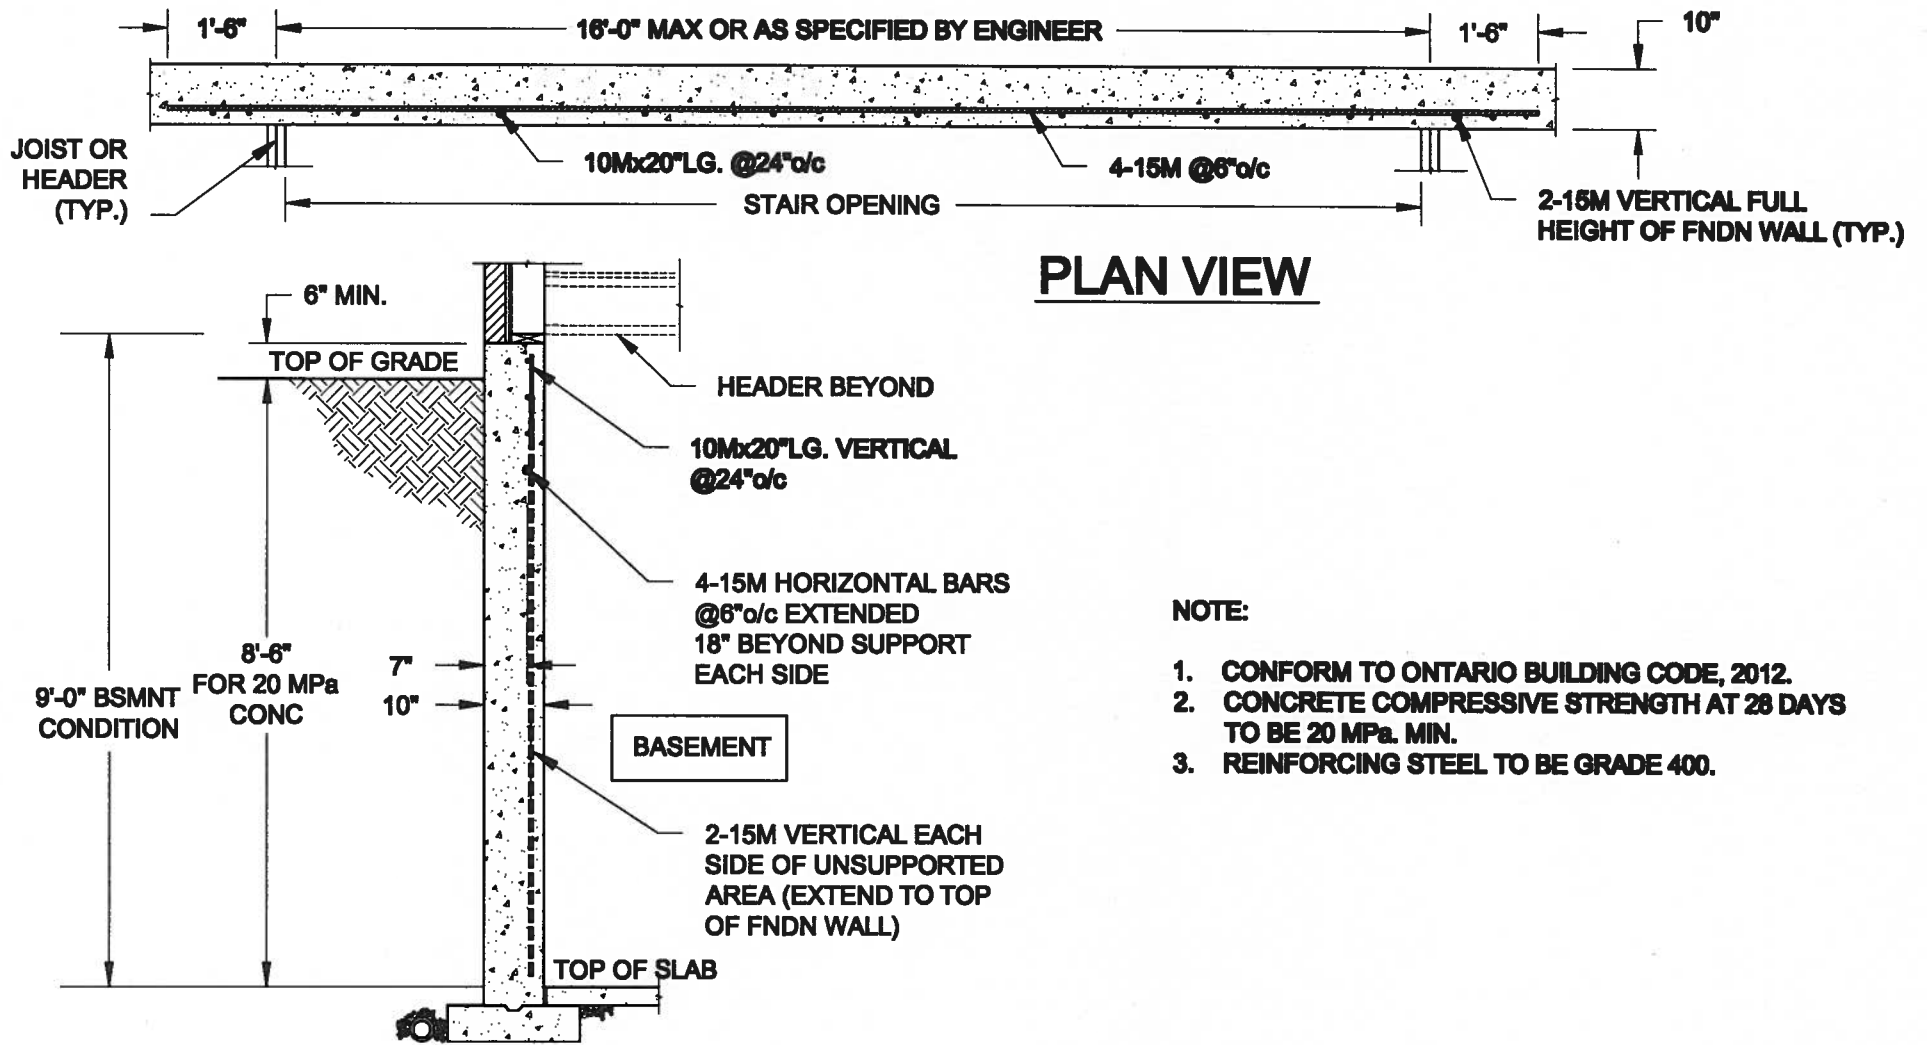 1'-6"
16'-0" MAX OR AS SPECIFIED BY ENGINEER
1'-6"
10"
JOIST OR
HEADER
(TYP.)
10Mx20"LG. @24"o/c
4-15M @6"o/c
STAIR OPENING
2-15M VERTICAL FULL
HEIGHT OF FNDN WALL (TYP.)
PLAN VIEW
6" MIN.
TOP OF GRADE
HEADER BEYOND
10Mx20"LG. VERTICAL
@24"o/c
4-15M HORIZONTAL BARS
@6"o/c EXTENDED
18" BEYOND SUPPORT
EACH SIDE
8'-6"
FOR 20 MPa
CONC
9'-0" BSMNT
CONDITION
7"
10"
BASEMENT
2-15M VERTICAL EACH
SIDE OF UNSUPPORTED
AREA (EXTEND TO TOP
OF FNDN WALL)
TOP OF SLAB
NOTE:
1. CONFORM TO ONTARIO BUILDING CODE, 2012.
2. CONCRETE COMPRESSIVE STRENGTH AT 28 DAYS
TO BE 20 MPa. MIN.
3. REINFORCING STEEL TO BE GRADE 400.